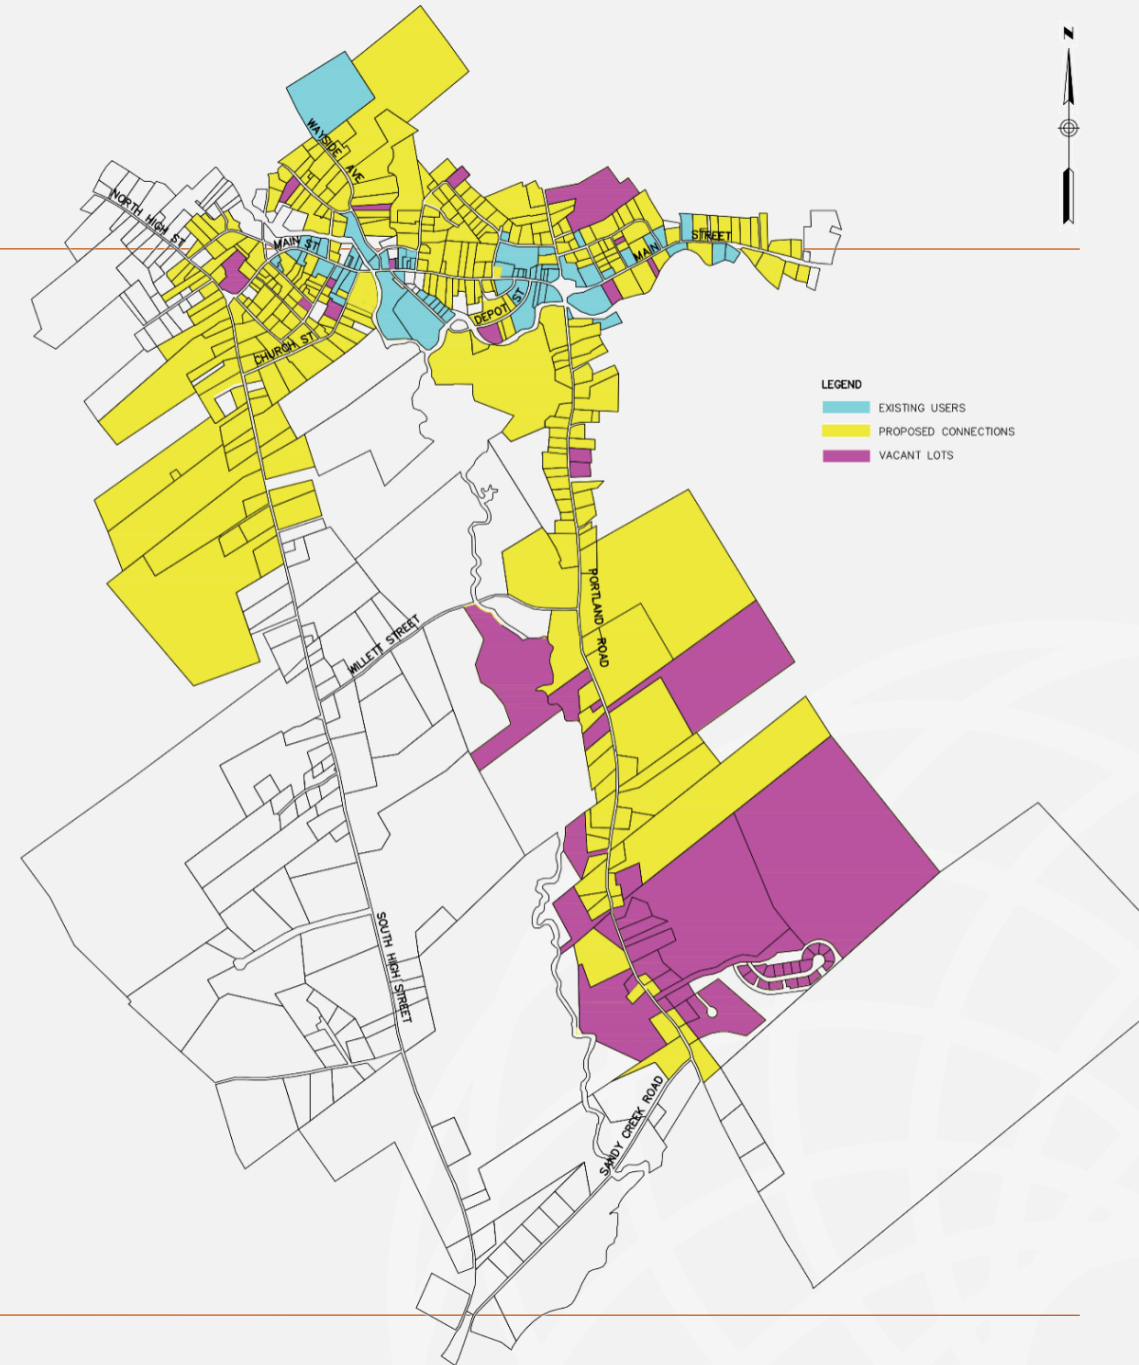 N
WAYSIDE AVE
NORTH HIGH ST
MAIN ST
MAIN STREET
DEPOT ST
CHURCH ST
LEGEND
EXISTING USERS
PROPOSED CONNECTIONS
VACANT LOTS
PORTLAND ROAD
WILLETT STREET
SOUTH HIGH STREET
SANDY CREEK ROAD